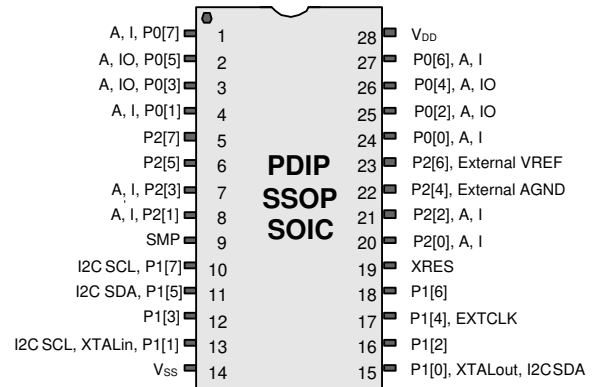 A, I, P0[7] 1 28 VDD
A, IO, P0[5] 2 27 P0[6], A, I
A, IO, P0[3] 3 26 P0[4], A, IO
A, I, P0[1] 4 25 P0[2], A, IO
P2[7] 5 24 P0[0], A, I
P2[5] 6 PDIP 23 P2[6], External VREF
A, I, P2[3] 7 SSOP 22 P2[4], External AGND
A, I, P2[1] 8 SOIC 21 P2[2], A, I
SMP 9 20 P2[0], A, I
I2C SCL, P1[7] 10 19 XRES
I2C SDA, P1[5] 11 18 P1[6]
P1[3] 12 17 P1[4], EXTCLK
I2C SCL, XTALin, P1[1] 13 16 P1[2]
VSS 14 15 P1[0], XTALout, I2C SDA